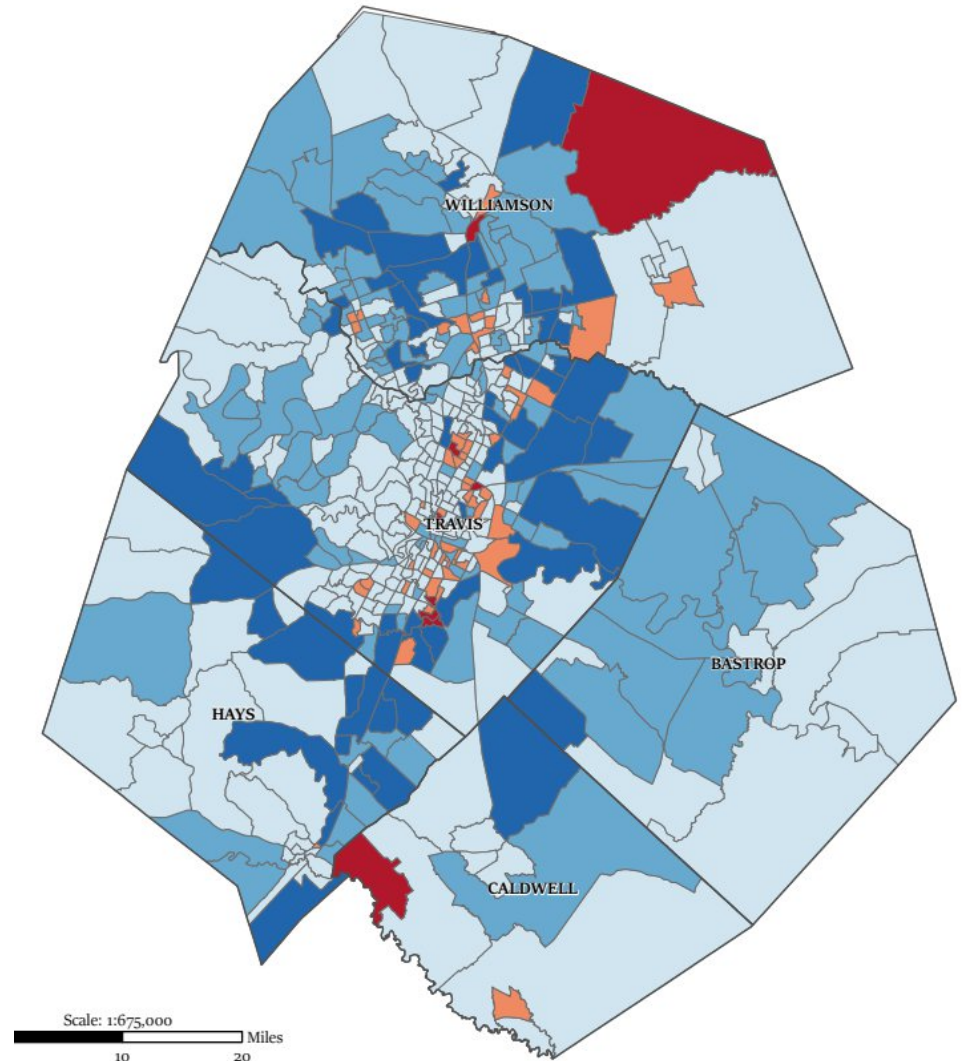 WILLIAMSON
TRAVIS
BASTROP
HAYS
CALDWELL
Scale: 1:675,000
Miles
10 20